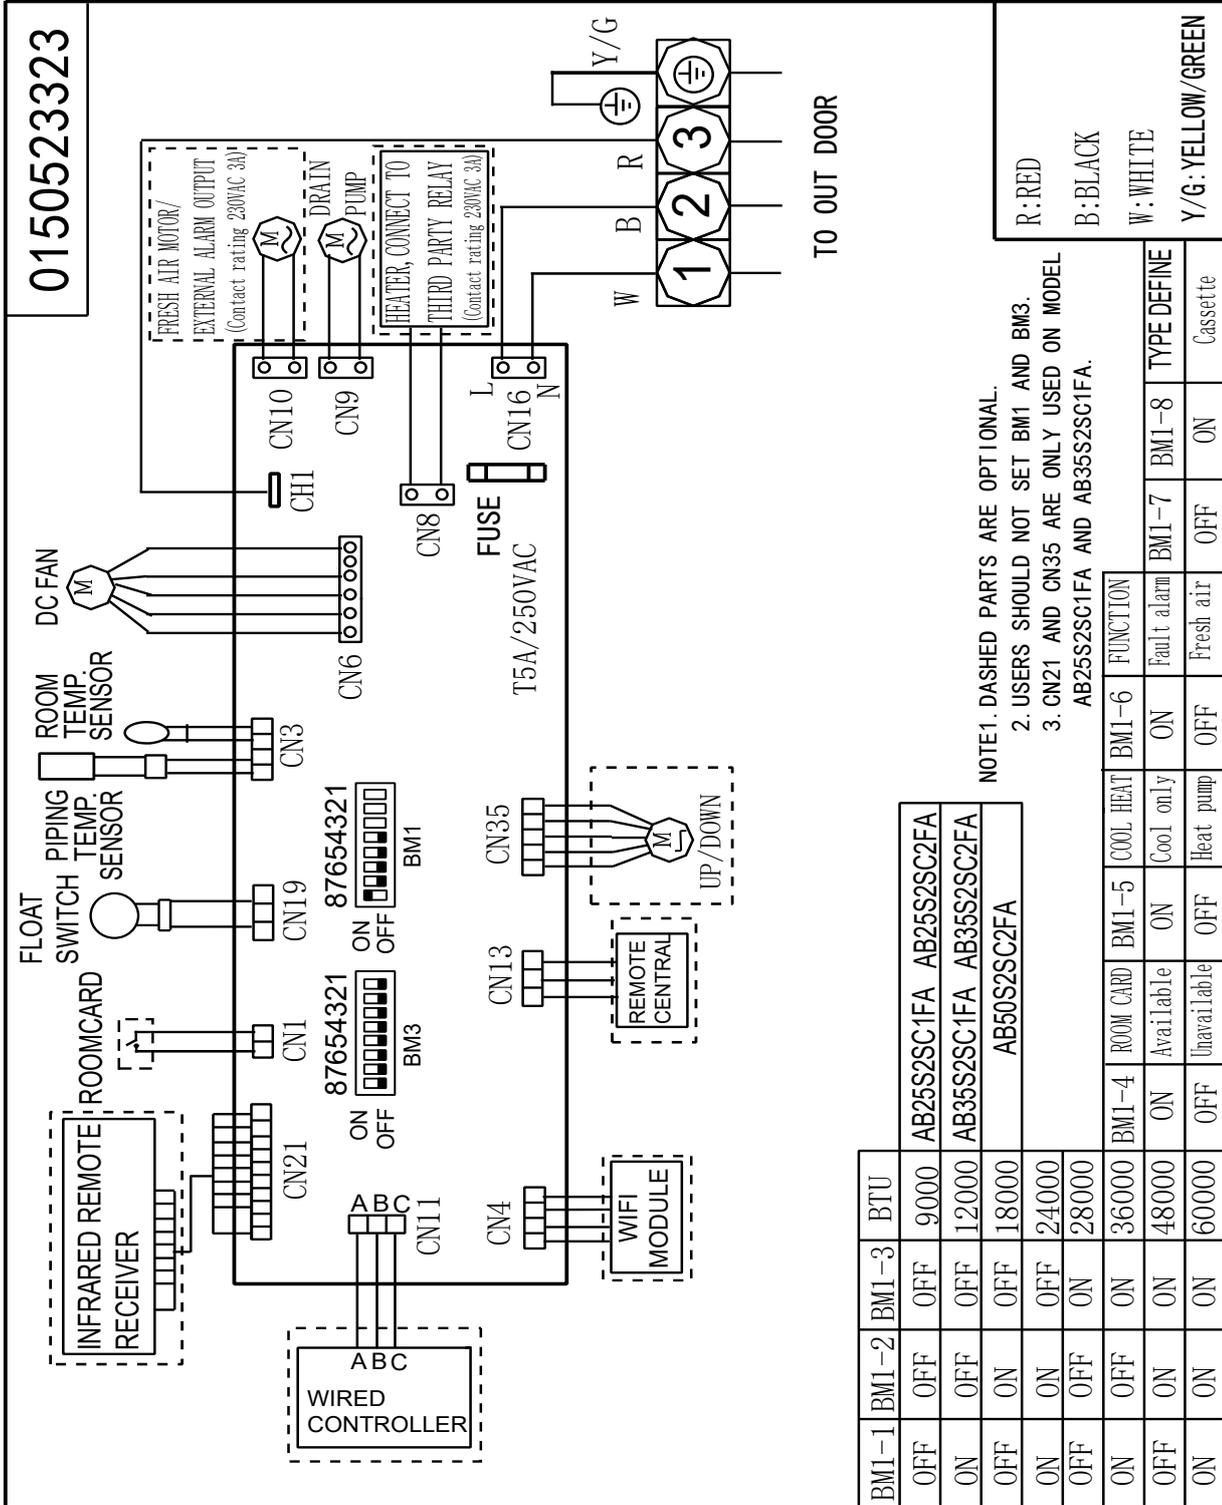 0150523323
FRESH AIR MOTOR/
EXTERNAL ALARM OUTPUT
(Contact rating 230VAC 3A)
M
DRAIN
PUMP
M
HEATER, CONNECT TO
THIRD PARTY RELAY
(Contact rating 230VAC 3A)
Y/G
R
B
W
1
2
3
TO OUT DOOR
CN10
CN9
CH1
CN8
L
CN16
N
FUSE
T5A/250VAC
DC FAN
M
CN6
ROOM
TEMP.
SENSOR
CN3
PIPING
TEMP.
SENSOR
FLOAT
SWITCH
CN19
ROOMCARD
CN1
INFRARED REMOTE
RECEIVER
CN21
87654321
ON
OFF
BM1
87654321
ON
OFF
BM3
A B C
CN11
A B C
WIRED
CONTROLLER
CN4
WIFI
MODULE
CN13
REMOTE
CENTRAL
CN35
M
UP/DOWN
NOTE1. DASHED PARTS ARE OPTIONAL.
2. USERS SHOULD NOT SET BM1 AND BM3.
3. CN21 AND CN35 ARE ONLY USED ON MODEL
AB25S2SC1FA AND AB35S2SC1FA.
R:RED
B:BLACK
W:WHITE
Y/G:YELLOW/GREEN
BM1-1 BM1-2 BM1-3 BTU
OFF OFF OFF 9000 AB25S2SC1FA AB25S2SC2FA
ON OFF OFF 12000 AB35S2SC1FA AB35S2SC2FA
OFF ON OFF 18000 AB50S2SC2FA
ON ON OFF 24000
OFF OFF ON 28000
ON OFF ON 36000 BM1-4 ROOM CARD BM1-5 COOL HEAT BM1-6 FUNCTION
OFF ON ON 48000 ON Available ON Cool only ON Fault alarm BM1-7 BM1-8 TYPE DEFINE
ON ON ON 60000 OFF Unavailable OFF Heat pump OFF Fresh air OFF ON Cassette